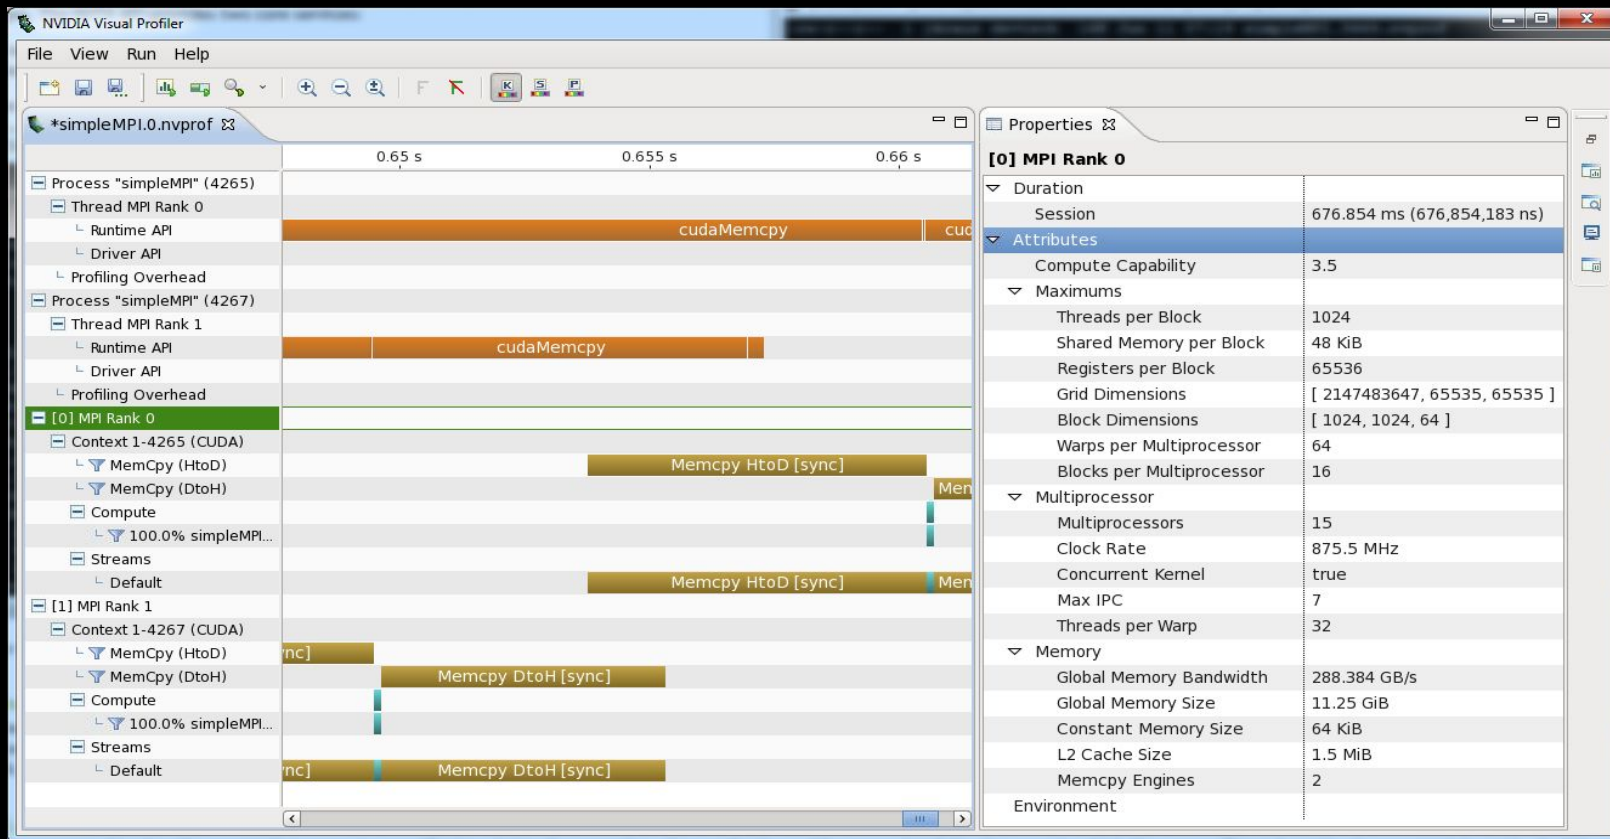 NVIDIA Visual Profiler
File View Run Help
*simpleMPI.0.nvprof
0.65 s 0.655 s 0.66 s
Process "simpleMPI" (4265)
Thread MPI Rank 0
Runtime API cudaMemcpy cud
Driver API
Profiling Overhead
Process "simpleMPI" (4267)
Thread MPI Rank 1
Runtime API cudaMemcpy
Driver API
Profiling Overhead
[0] MPI Rank 0
Context 1-4265 (CUDA)
MemCpy (HtoD) Memcpy HtoD [sync]
MemCpy (DtoH) Men
Compute
100.0% simpleMPI...
Streams
Default Memcpy HtoD [sync] Men
[1] MPI Rank 1
Context 1-4267 (CUDA)
MemCpy (HtoD) nc]
MemCpy (DtoH) Memcpy DtoH [sync]
Compute
100.0% simpleMPI...
Streams
Default nc] Memcpy DtoH [sync]
Properties
[0] MPI Rank 0
Duration
Session 676.854 ms (676,854,183 ns)
Attributes
Compute Capability 3.5
Maximums
Threads per Block 1024
Shared Memory per Block 48 KiB
Registers per Block 65536
Grid Dimensions [ 2147483647, 65535, 65535 ]
Block Dimensions [ 1024, 1024, 64 ]
Warps per Multiprocessor 64
Blocks per Multiprocessor 16
Multiprocessor
Multiprocessors 15
Clock Rate 875.5 MHz
Concurrent Kernel true
Max IPC 7
Threads per Warp 32
Memory
Global Memory Bandwidth 288.384 GB/s
Global Memory Size 11.25 GiB
Constant Memory Size 64 KiB
L2 Cache Size 1.5 MiB
Memcpy Engines 2
Environment